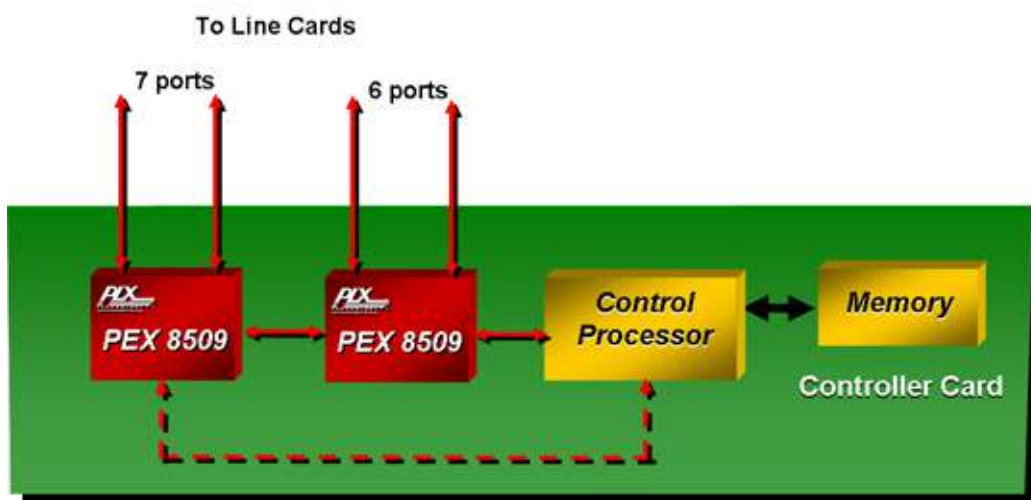 To Line Cards
7 ports
6 ports
PLX
PEX 8509
PLX
PEX 8509
Control
Processor
Memory
Controller Card